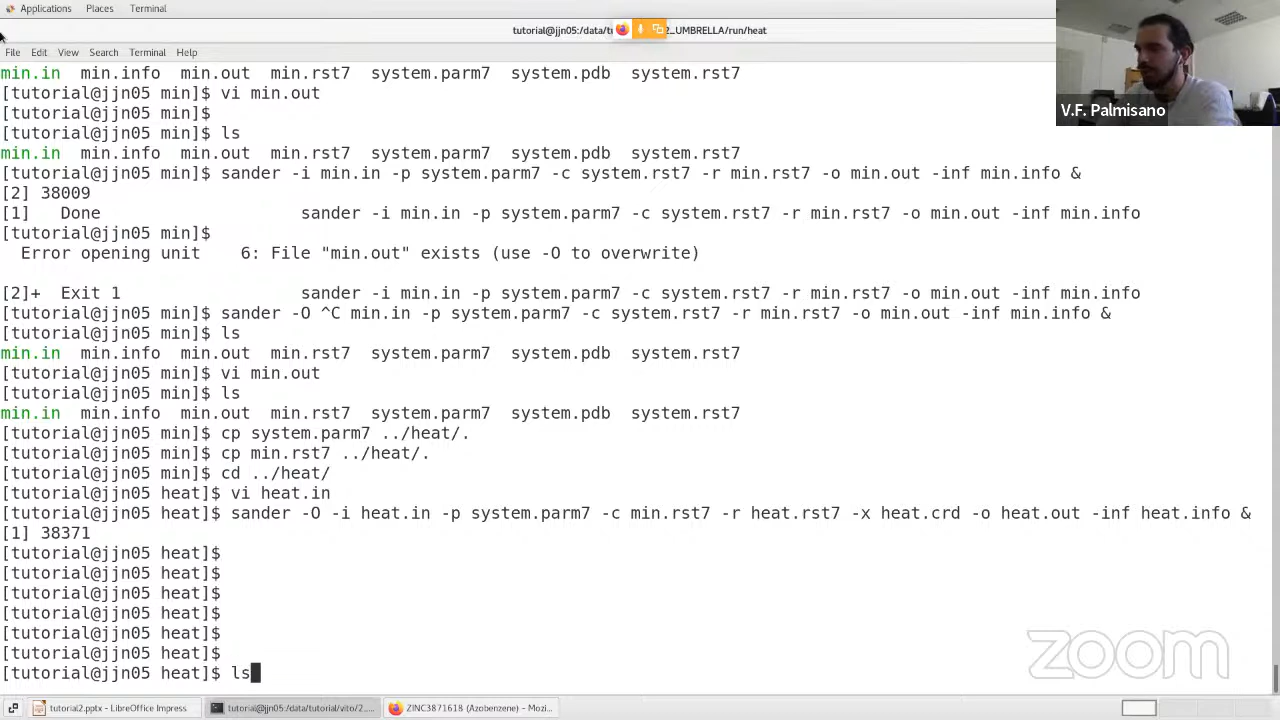 Applications Places Terminal
tutorial@jjn05:/data/tu 2_UMBRELLA/run/heat
File Edit View Search Terminal Help
min.in min.info min.out min.rst7 system.parm7 system.pdb system.rst7
[tutorial@jjn05 min]$ vi min.out
[tutorial@jjn05 min]$
[tutorial@jjn05 min]$ ls
min.in min.info min.out min.rst7 system.parm7 system.pdb system.rst7
[tutorial@jjn05 min]$ sander -i min.in -p system.parm7 -c system.rst7 -r min.rst7 -o min.out -inf min.info &
[2] 38009
[1] Done sander -i min.in -p system.parm7 -c system.rst7 -r min.rst7 -o min.out -inf min.info
[tutorial@jjn05 min]$
Error opening unit 6: File "min.out" exists (use -O to overwrite)
[2]+ Exit 1 sander -i min.in -p system.parm7 -c system.rst7 -r min.rst7 -o min.out -inf min.info
[tutorial@jjn05 min]$ sander -O ^C min.in -p system.parm7 -c system.rst7 -r min.rst7 -o min.out -inf min.info &
[tutorial@jjn05 min]$ ls
min.in min.info min.out min.rst7 system.parm7 system.pdb system.rst7
[tutorial@jjn05 min]$ vi min.out
[tutorial@jjn05 min]$ ls
min.in min.info min.out min.rst7 system.parm7 system.pdb system.rst7
[tutorial@jjn05 min]$ cp system.parm7 ../heat/.
[tutorial@jjn05 min]$ cp min.rst7 ../heat/.
[tutorial@jjn05 min]$ cd ../heat/
[tutorial@jjn05 heat]$ vi heat.in
[tutorial@jjn05 heat]$ sander -O -i heat.in -p system.parm7 -c min.rst7 -r heat.rst7 -x heat.crd -o heat.out -inf heat.info &
[1] 38371
[tutorial@jjn05 heat]$
[tutorial@jjn05 heat]$
[tutorial@jjn05 heat]$
[tutorial@jjn05 heat]$
[tutorial@jjn05 heat]$
[tutorial@jjn05 heat]$
[tutorial@jjn05 heat]$ ls
V.F. Palmisano
zoom
tutorial2.pptx - LibreOffice Impress
tutorial@jjn05:/data/tutorial/vito/2_...
ZINC3871618 (Azobenzene) - Mozi...